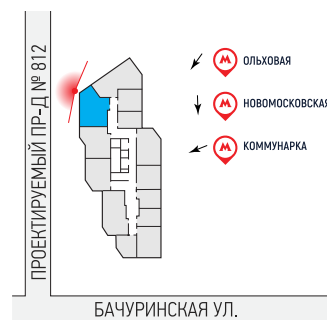 ПРОЕКТИРУЕМЫЙ ПР-Д № 812
ОЛЬХОВАЯ
НОВОМОСКОВСКАЯ
КОММУНАРКА
БАЧУРИНСКАЯ УЛ.